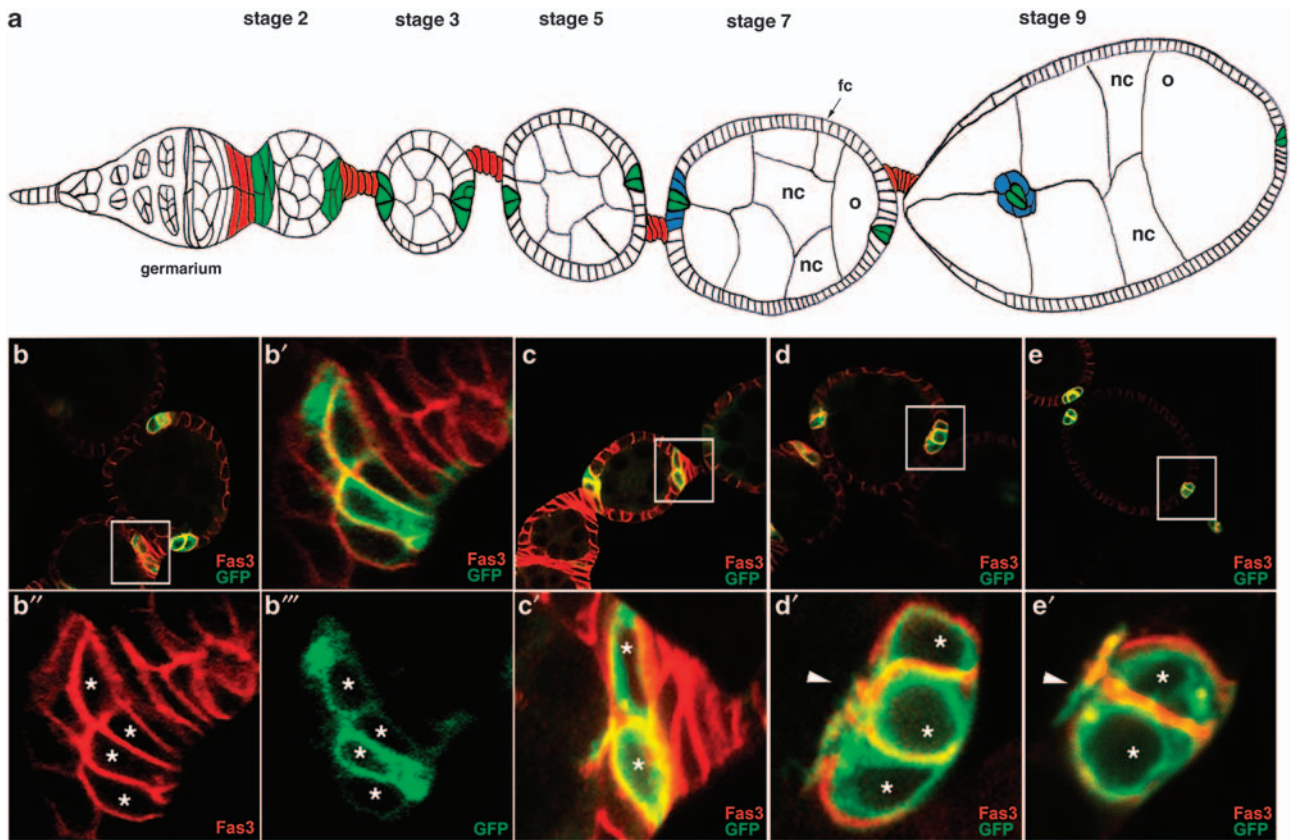 a
stage 2 stage 3 stage 5 stage 7 stage 9
fc
nc o
nc o
nc
nc
germarium
b b′ c d e
Fas3 Fas3 Fas3 Fas3 Fas3
GFP GFP GFP GFP GFP
b″ b‴ c′ d′ e′
* * * * * * * * * * * * * * *
Fas3 GFP Fas3 Fas3 Fas3
GFP GFP GFP